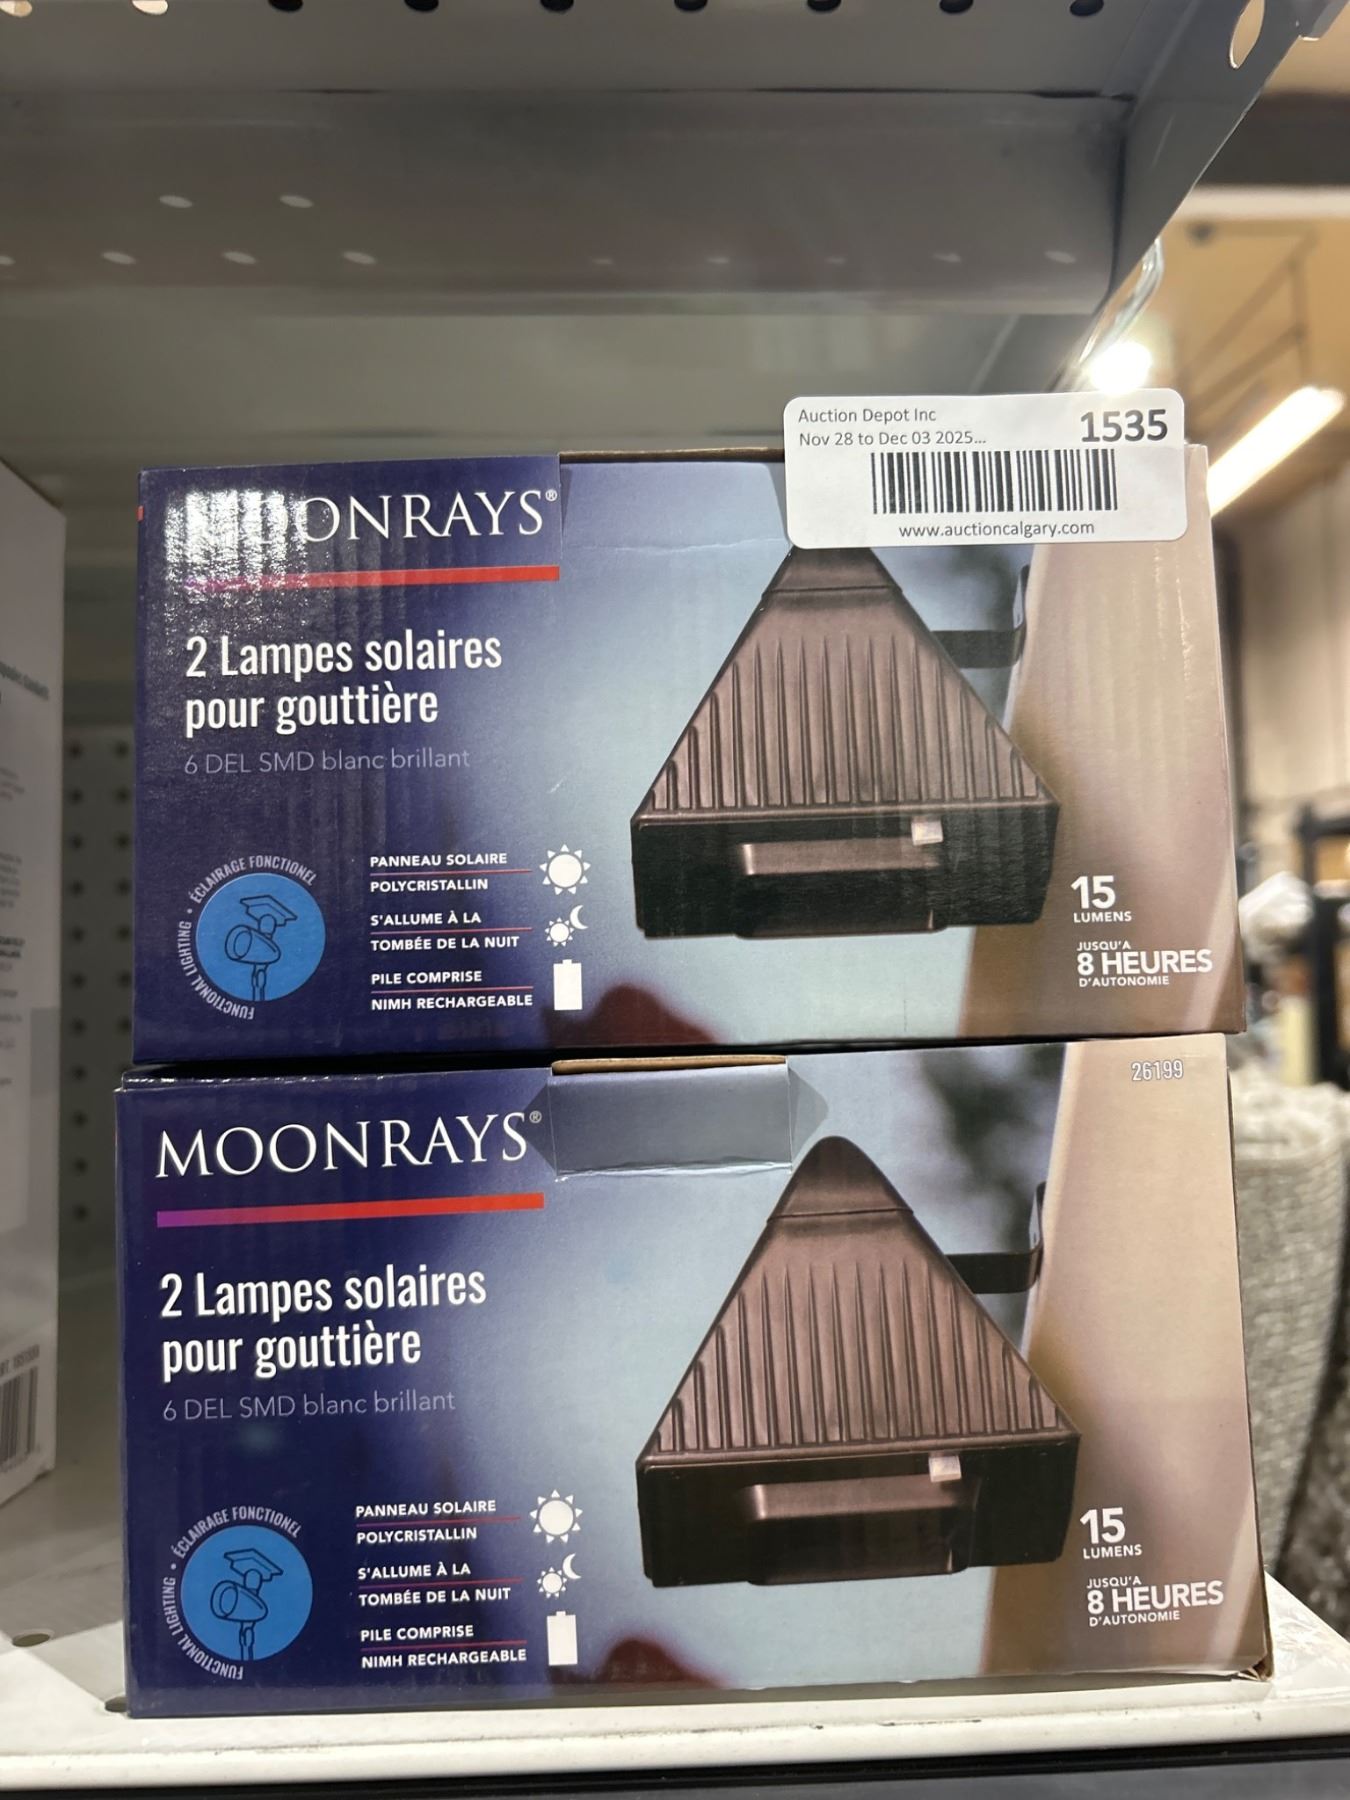 Auction Depot Inc
1535
Nov 28 to Dec 03 2025...
www.auctioncalgary.com
MOONRAYS®
2 Lampes solaires
pour gouttière
6 DEL SMD blanc brillant
ÉCLAIRAGE FONCTIONEL • FUNCTIONAL LIGHTING
PANNEAU SOLAIRE
POLYCRISTALLIN
S'ALLUME À LA
TOMBÉE DE LA NUIT
PILE COMPRISE
NIMH RECHARGEABLE
15
LUMENS
JUSQU'A
8 HEURES
D'AUTONOMIE
26199
MOONRAYS®
2 Lampes solaires
pour gouttière
6 DEL SMD blanc brillant
ÉCLAIRAGE FONCTIONEL • FUNCTIONAL LIGHTING
PANNEAU SOLAIRE
POLYCRISTALLIN
S'ALLUME À LA
TOMBÉE DE LA NUIT
PILE COMPRISE
NIMH RECHARGEABLE
15
LUMENS
JUSQU'A
8 HEURES
D'AUTONOMIE